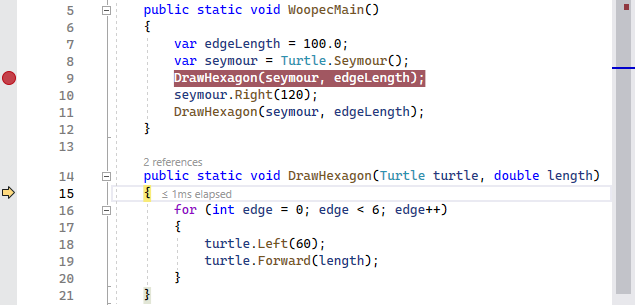 5 public static void WoopecMain()
6 {
7 var edgeLength = 100.0;
8 var seymour = Turtle.Seymour();
9 DrawHexagon(seymour, edgeLength);
10 seymour.Right(120);
11 DrawHexagon(seymour, edgeLength);
12 }
13
2 references
14 public static void DrawHexagon(Turtle turtle, double length)
15 { ≤ 1ms elapsed
16 for (int edge = 0; edge < 6; edge++)
17 {
18 turtle.Left(60);
19 turtle.Forward(length);
20 }
21 }